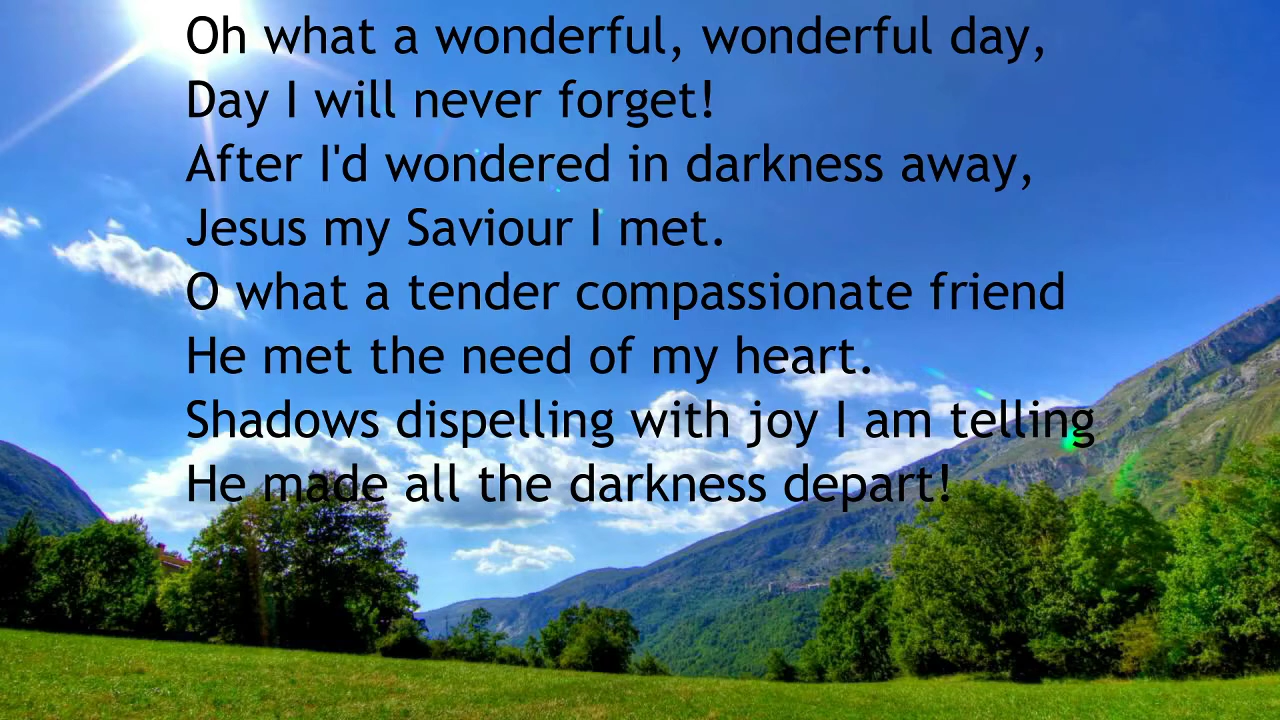 Oh what a wonderful, wonderful day,
Day I will never forget!
After I'd wondered in darkness away,
Jesus my Saviour I met.
O what a tender compassionate friend
He met the need of my heart.
Shadows dispelling with joy I am telling
He made all the darkness depart!